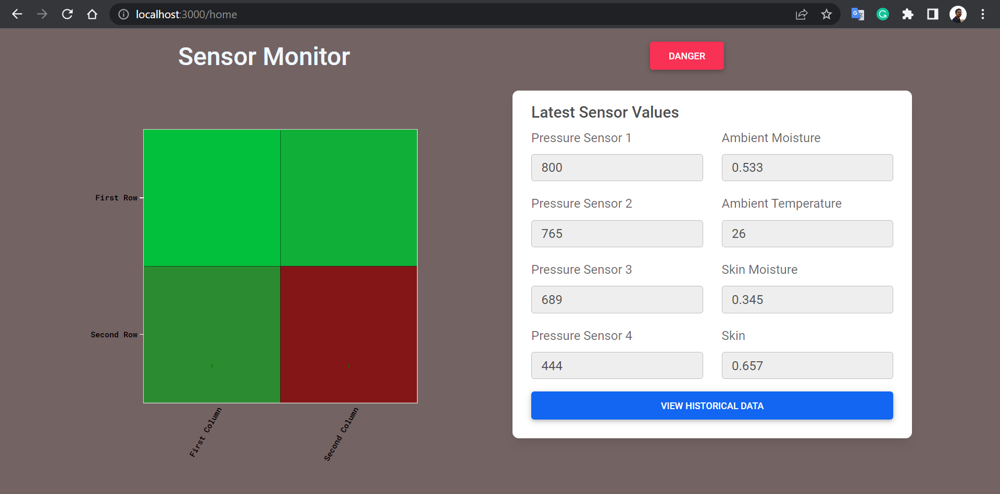 localhost:3000/home
Sensor Monitor
DANGER
First Row
Second Row
First Column
Second Column
Latest Sensor Values
Pressure Sensor 1
800
Ambient Moisture
0.533
Pressure Sensor 2
765
Ambient Temperature
26
Pressure Sensor 3
689
Skin Moisture
0.345
Pressure Sensor 4
444
Skin
0.657
VIEW HISTORICAL DATA